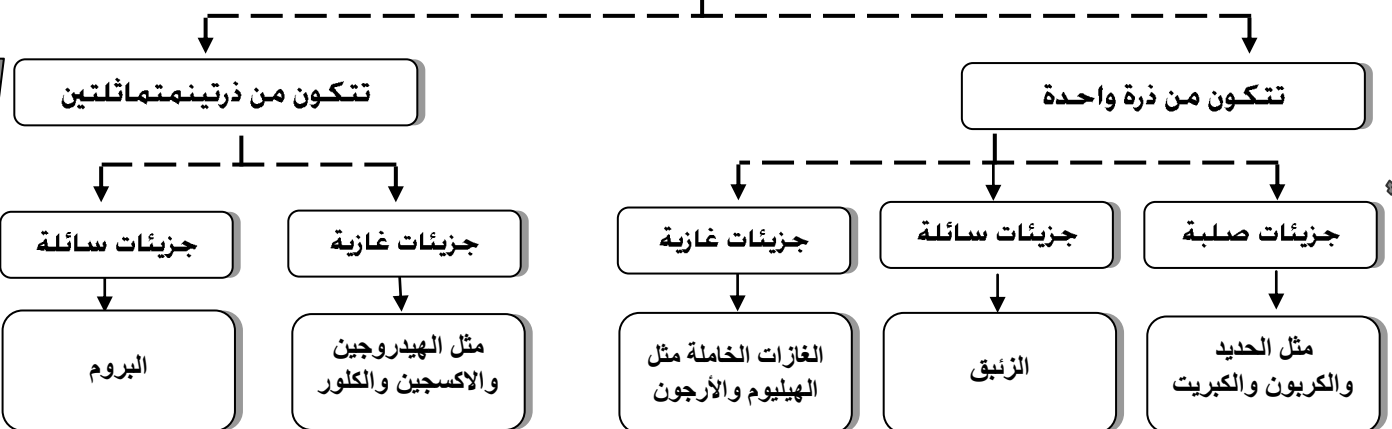 تتكون من ذرة واحدة
تتكون من ذرتينمتماثلتين
جزيئات صلبة
جزيئات سائلة
جزيئات غازية
جزيئات غازية
جزيئات سائلة
مثل الحديد
والكربون والكبريت
الزئبق
الغازات الخاملة مثل
الهيليوم والأرجون
مثل الهيدروجين
والاكسجين والكلور
البروم